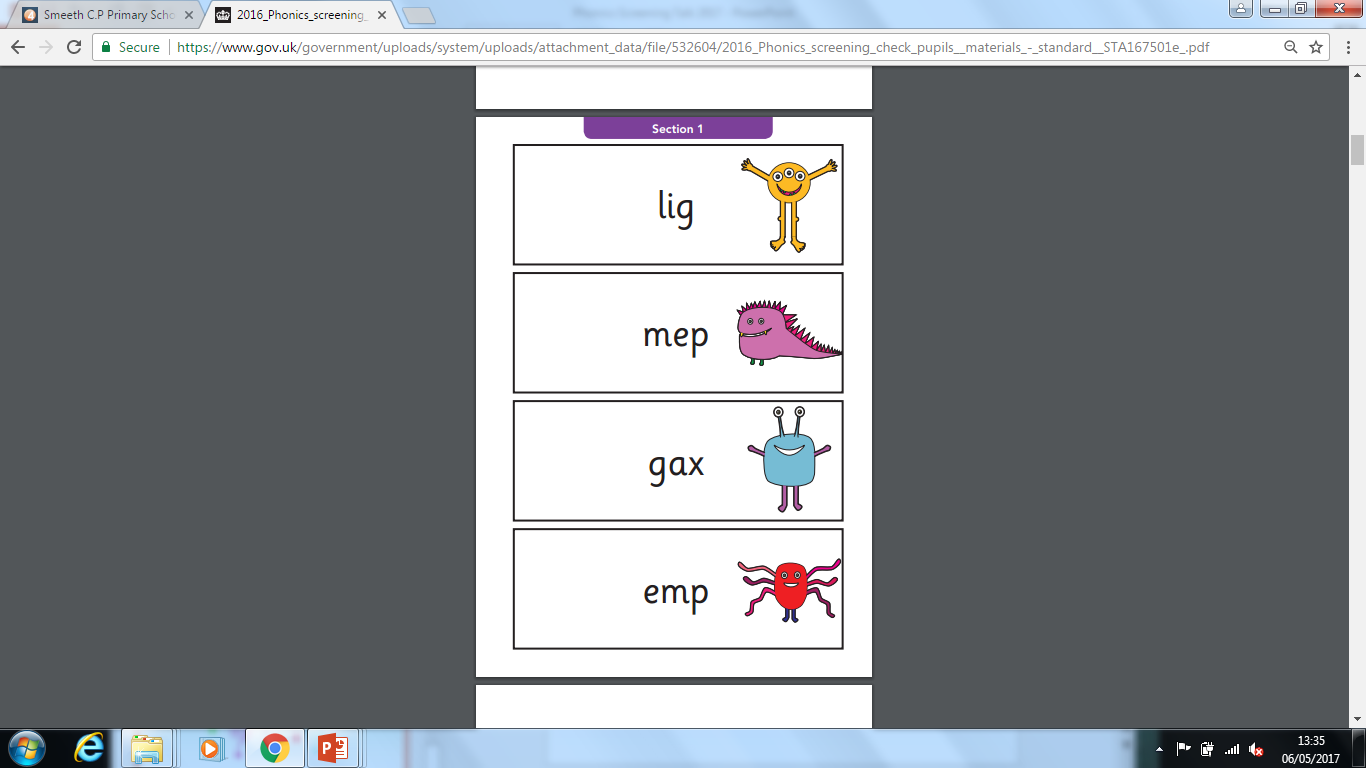 Smeeth C.P Primary Scho
2016_Phonics_screening_
Secure
https://www.gov.uk/government/uploads/system/uploads/attachment_data/file/532604/2016_Phonics_screening_check_pupils__materials_-_standard__STA167501e_.pdf
Section 1
lig
mep
gax
emp
13:35
06/05/2017